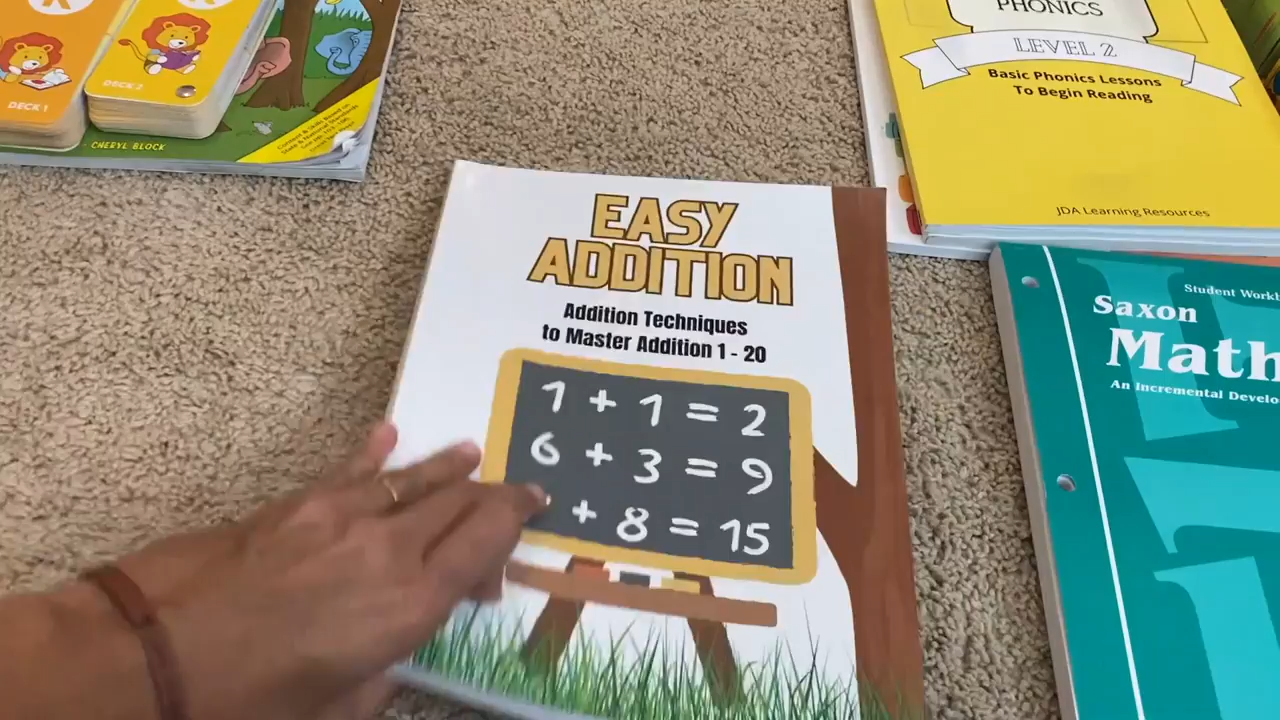 DECK 1
DECK 2
CHERYL BLOCK
PHONICS
LEVEL 2
Basic Phonics Lessons
To Begin Reading
JDA Learning Resources
EASY
ADDITION
Addition Techniques
to Master Addition 1 - 20
1 + 1 = 2
6 + 3 = 9
+ 8 = 15
Student
Saxon
Math
An Incremental